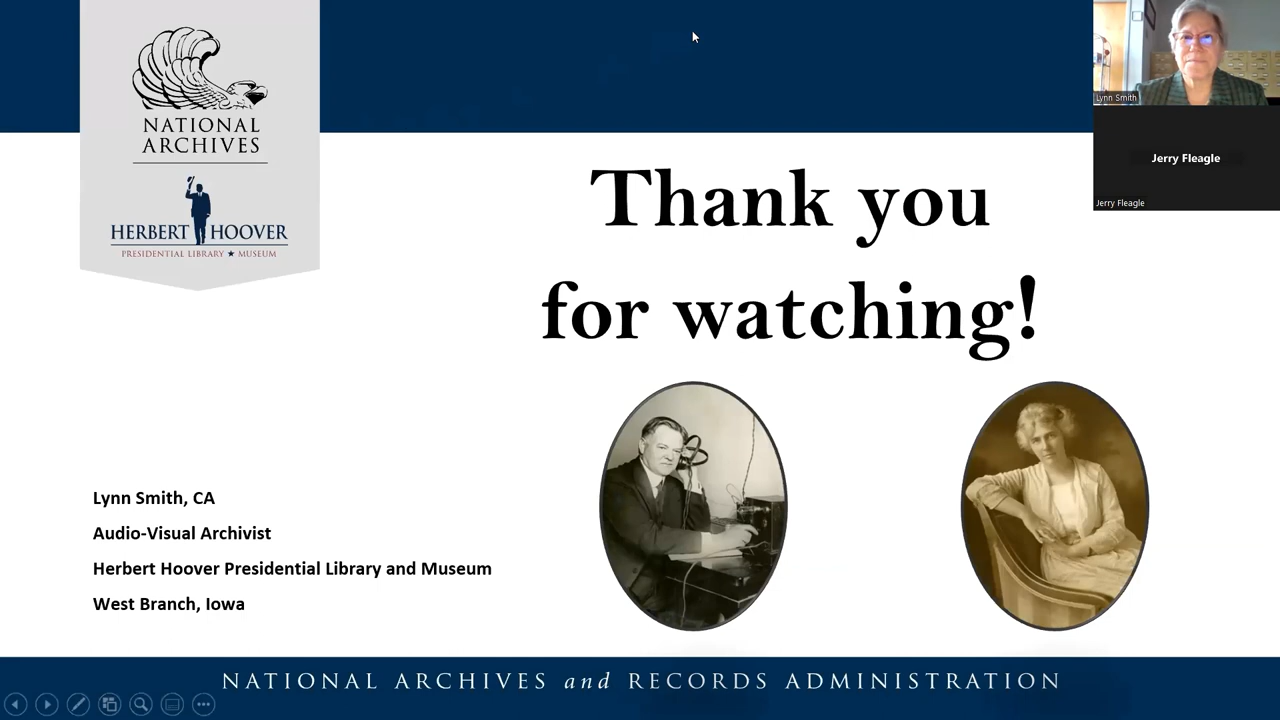 NATIONAL
ARCHIVES
HERBERT HOOVER
PRESIDENTIAL LIBRARY ★ MUSEUM
Thank you
for watching!
Lynn Smith
Jerry Fleagle
Jerry Fleagle
Lynn Smith, CA
Audio-Visual Archivist
Herbert Hoover Presidential Library and Museum
West Branch, Iowa
NATIONAL ARCHIVES and RECORDS ADMINISTRATION